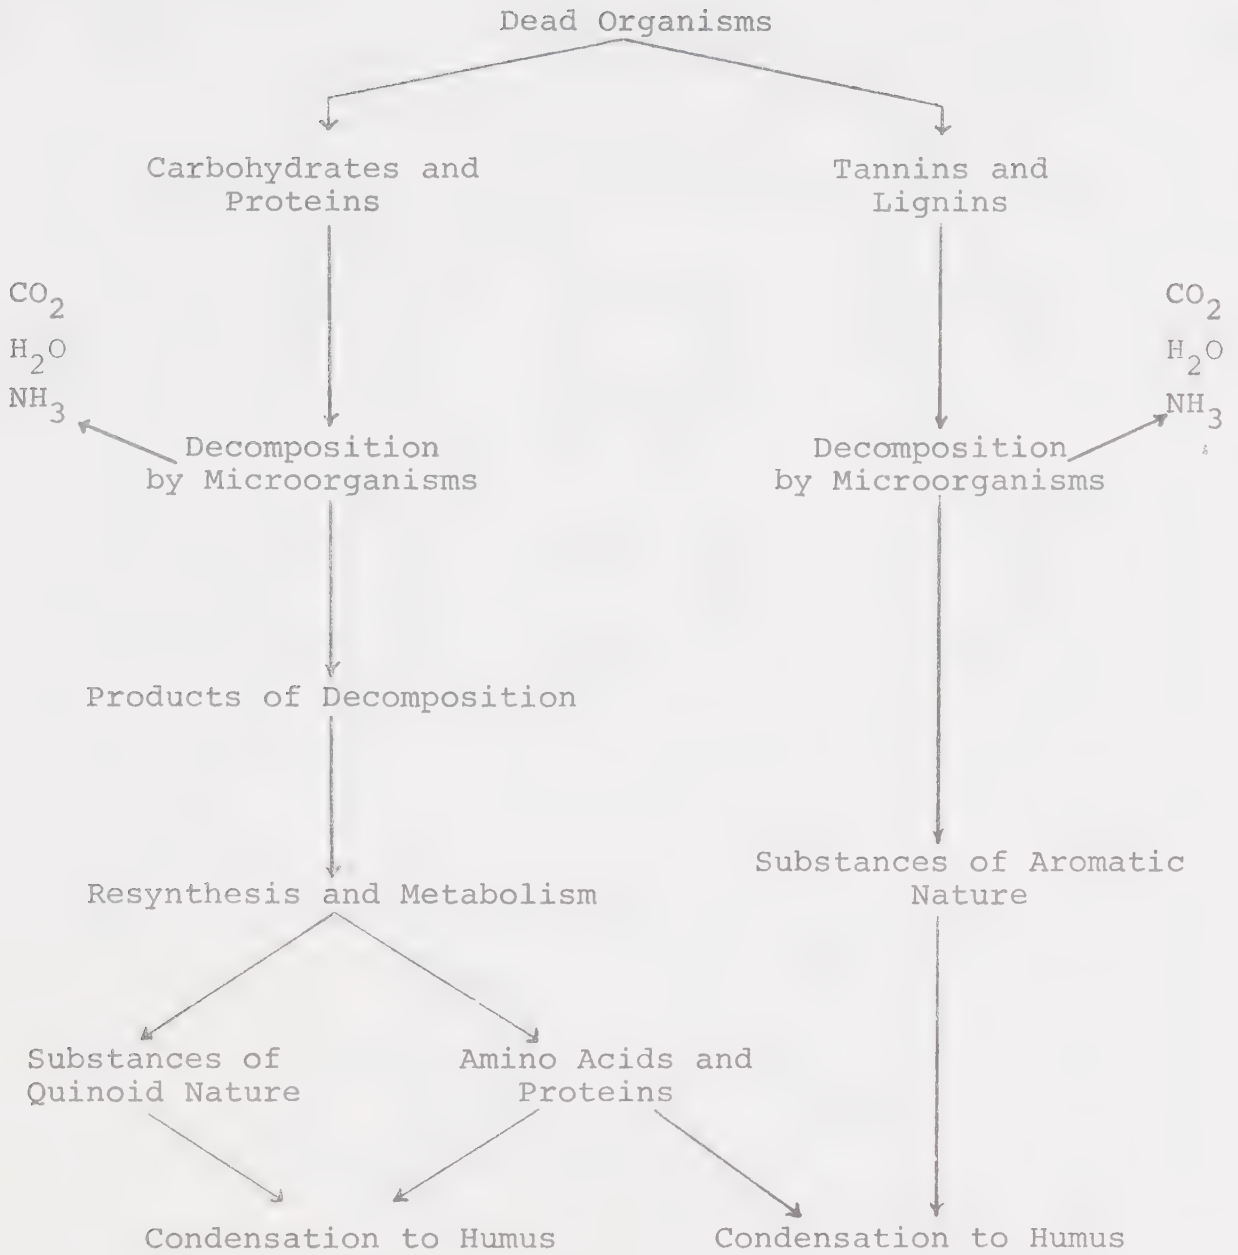 Dead Organisms
Carbohydrates and
Proteins
Tannins and
Lignins
CO2
H2O
NH3
CO2
H2O
NH3
Decomposition
by Microorganisms
Decomposition
by Microorganisms
Products of Decomposition
Substances of Aromatic
Nature
Resynthesis and Metabolism
Substances of
Quinoid Nature
Amino Acids and
Proteins
Condensation to Humus
Condensation to Humus